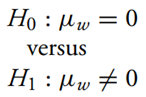 H₀ : μ_w = 0
versus
H₁ : μ_w ≠ 0